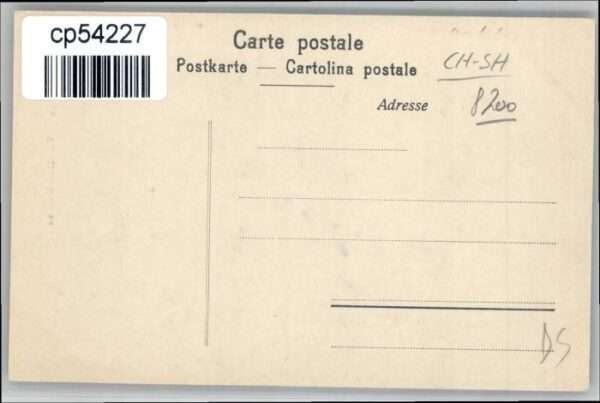 cp54227
Carte postale
Postkarte — Cartolina postale
CH-SH
Adresse
8200
DS